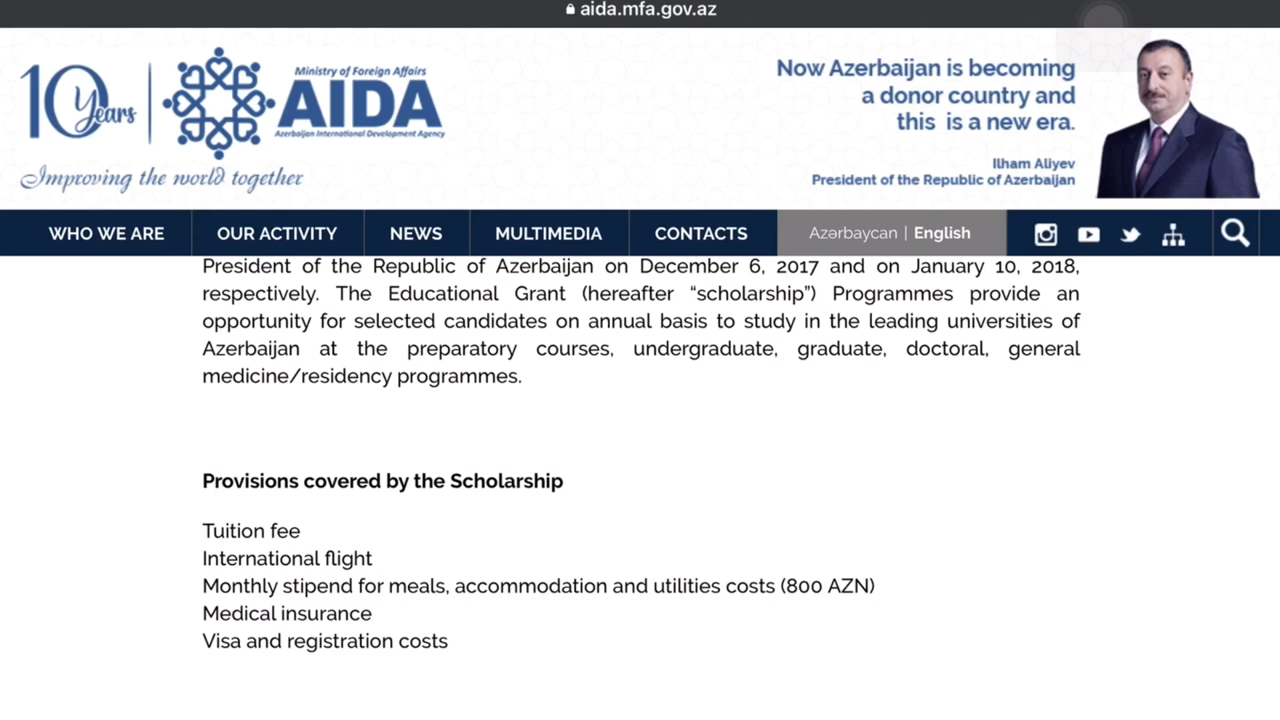 aida.mfa.gov.az
10 Years
Ministry of Foreign Affairs
AIDA
Azerbaijan International Development Agency
Improving the world together
Now Azerbaijan is becoming
a donor country and
this is a new era.
Ilham Aliyev
President of the Republic of Azerbaijan
WHO WE ARE OUR ACTIVITY NEWS MULTIMEDIA CONTACTS Azərbaycan | English
President of the Republic of Azerbaijan on December 6, 2017 and on January 10, 2018,
respectively. The Educational Grant (hereafter “scholarship”) Programmes provide an
opportunity for selected candidates on annual basis to study in the leading universities of
Azerbaijan at the preparatory courses, undergraduate, graduate, doctoral, general
medicine/residency programmes.
Provisions covered by the Scholarship
Tuition fee
International flight
Monthly stipend for meals, accommodation and utilities costs (800 AZN)
Medical insurance
Visa and registration costs